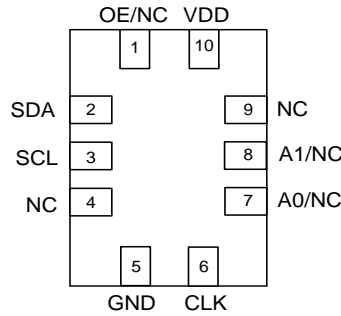 OE/NC VDD
1 10
SDA 2 9 NC
SCL 3 8 A1/NC
NC 4 7 A0/NC
5 6
GND CLK